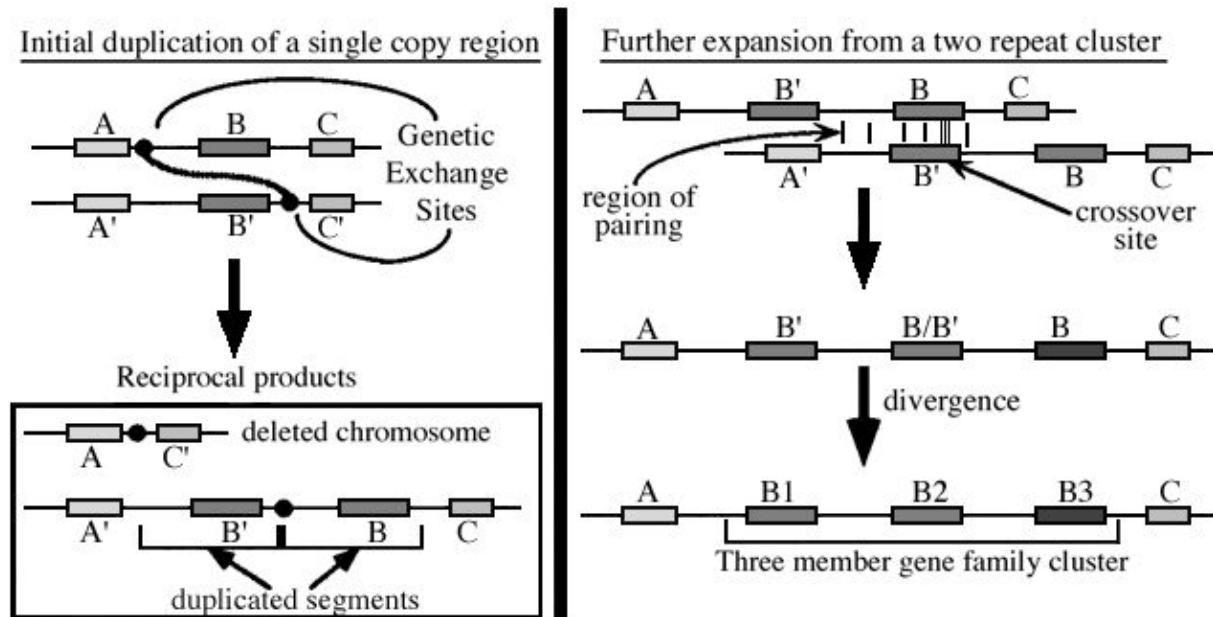 Initial duplication of a single copy region
A B C
Genetic
Exchange
Sites
A' B' C'
Reciprocal products
deleted chromosome
A C'
A' B' B C
duplicated segments
Further expansion from a two repeat cluster
A B' B C
A' B' B C
region of
pairing
crossover
site
A B' B/B' B C
divergence
A B1 B2 B3 C
Three member gene family cluster